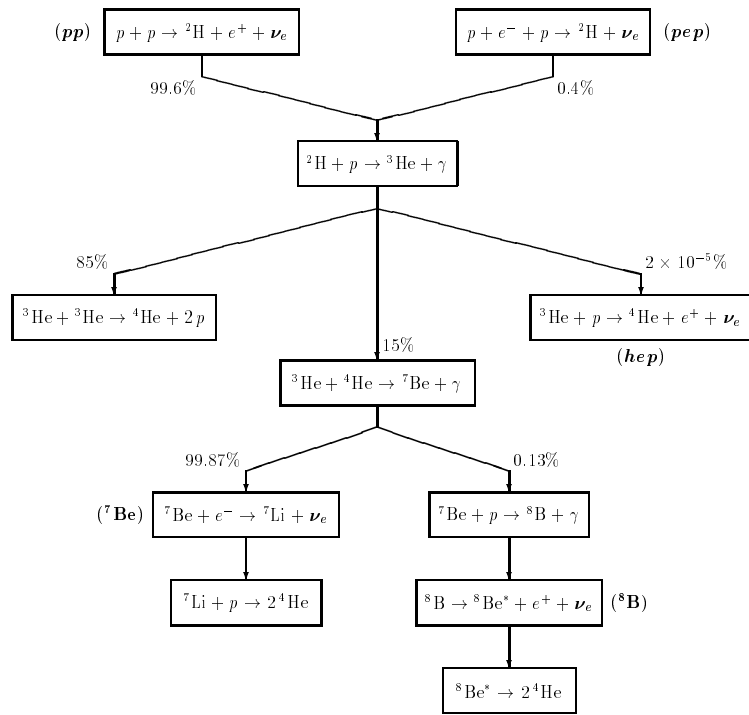 (pp) p + p → ²H + e⁺ + νₑ
p + e⁻ + p → ²H + νₑ (pep)
99.6%
0.4%
²H + p → ³He + γ
85%
2 × 10⁻⁵%
³He + ³He → ⁴He + 2p
³He + p → ⁴He + e⁺ + νₑ
15%
(hep)
³He + ⁴He → ⁷Be + γ
99.87%
0.13%
(⁷Be) ⁷Be + e⁻ → ⁷Li + νₑ
⁷Be + p → ⁸B + γ
⁷Li + p → 2 ⁴He
⁸B → ⁸Be* + e⁺ + νₑ (⁸B)
⁸Be* → 2 ⁴He